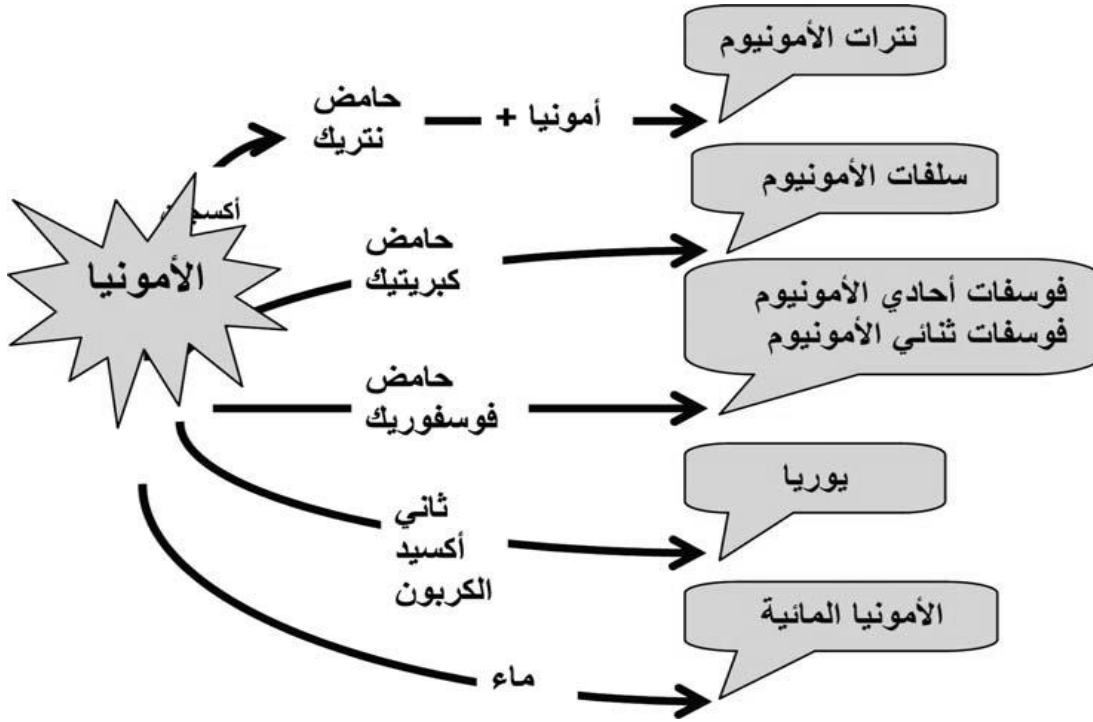 نترات الأمونيوم
حامض
نتريك
+ أمونيا
سلفات الأمونيوم
الأمونيا
حامض
كبريتيك
فوسفات أحادي الأمونيوم
فوسفات ثنائي الأمونيوم
حامض
فوسفوريك
يوريا
ثاني
أكسيد
الكربون
الأمونيا المائية
ماء